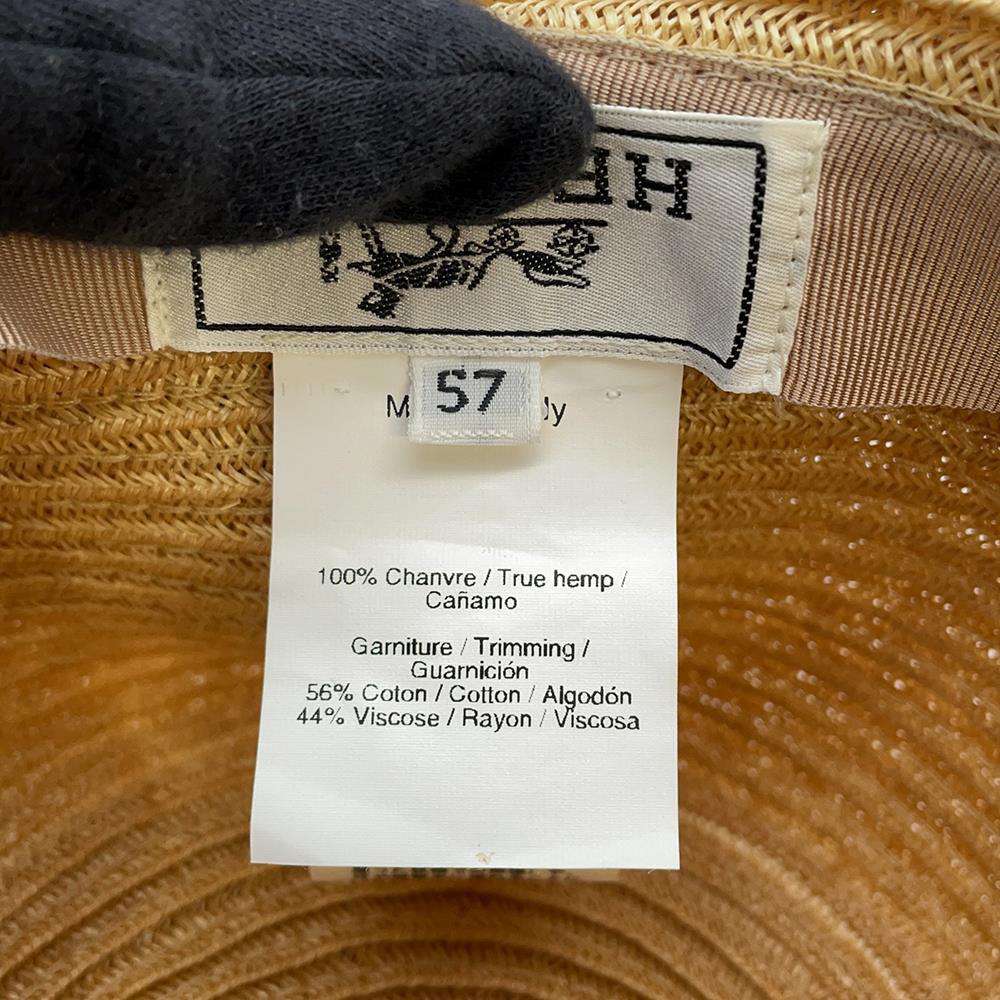 57
100% Chanvre / True hemp /
Cañamo
Garniture / Trimming /
Guarnición
56% Coton / Cotton / Algodón
44% Viscose / Rayon / Viscosa